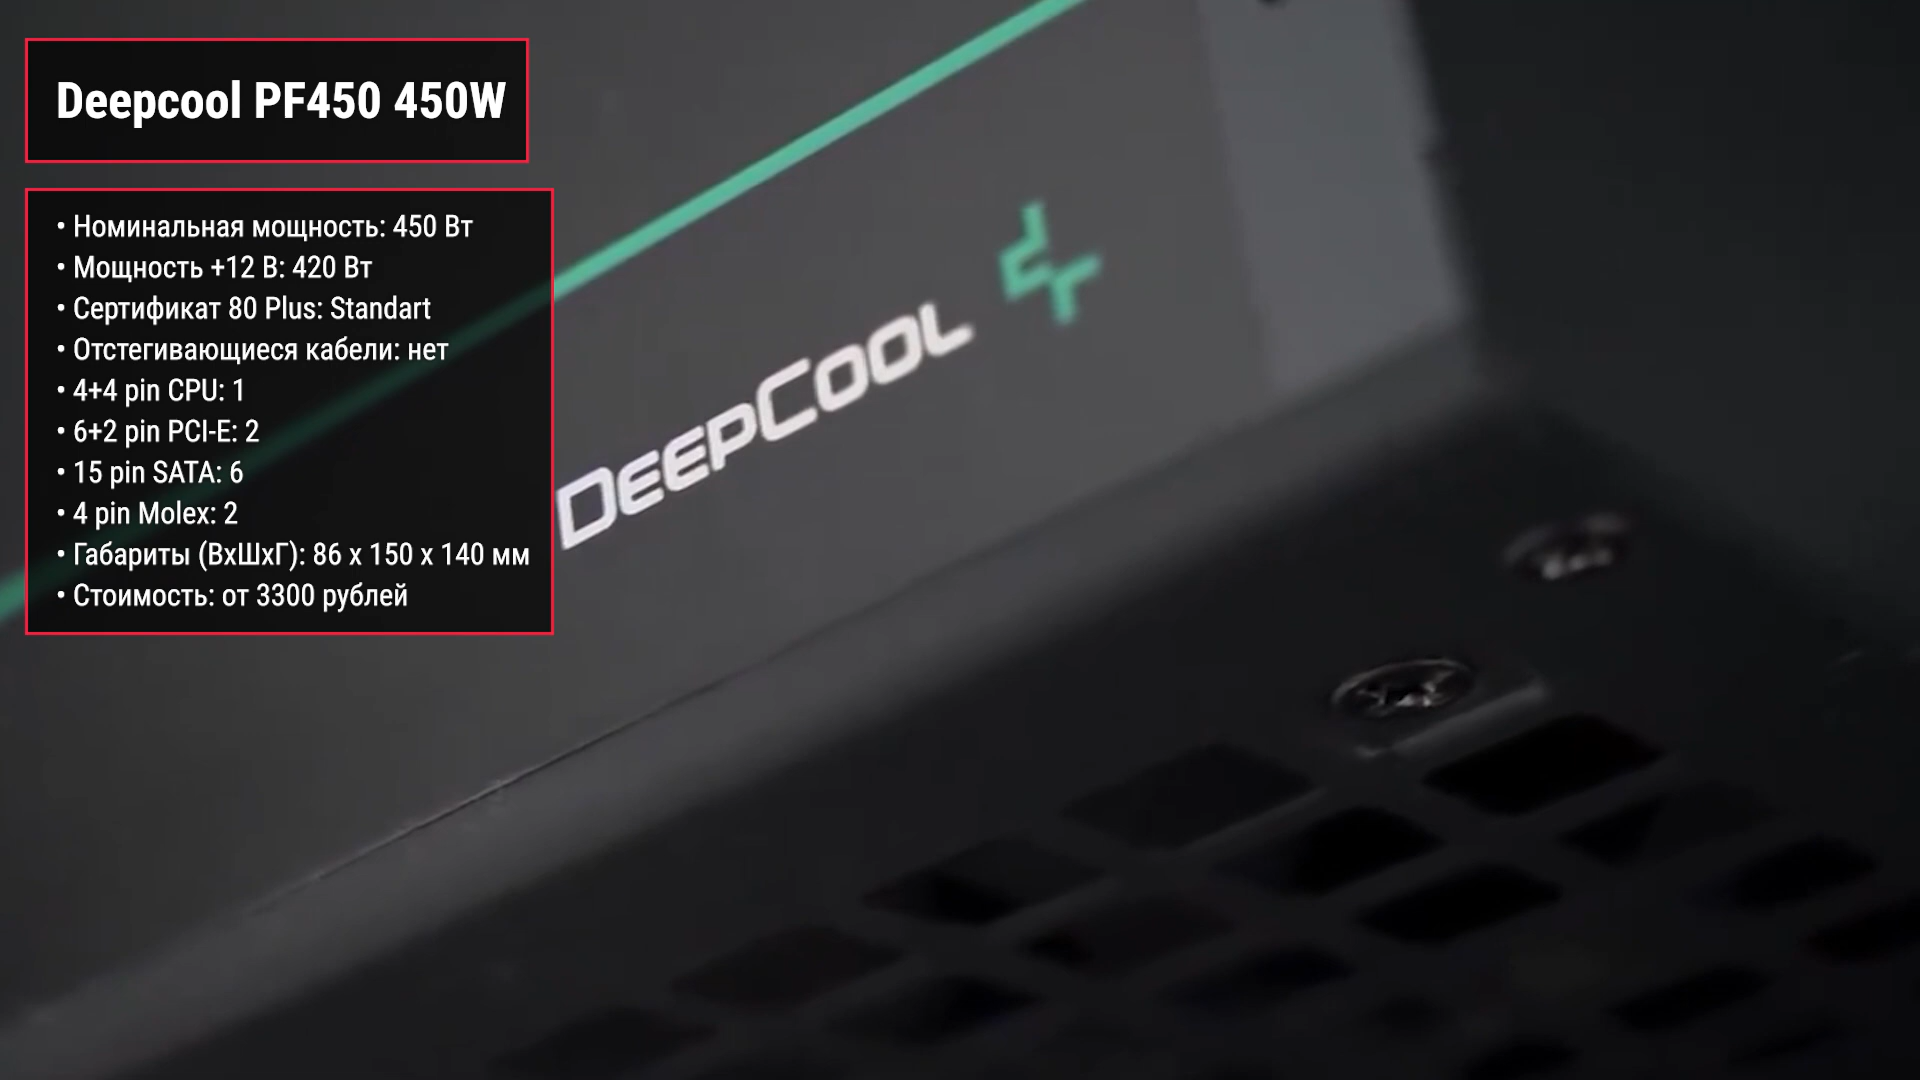 Deepcool PF450 450W
• Номинальная мощность: 450 Вт
• Мощность +12 В: 420 Вт
• Сертификат 80 Plus: Standart
• Отстегивающиеся кабели: нет
• 4+4 pin CPU: 1
• 6+2 pin PCI-E: 2
• 15 pin SATA: 6
• 4 pin Molex: 2
• Габариты (ВхШхГ): 86 x 150 x 140 мм
• Стоимость: от 3300 рублей
DEEPCOOL